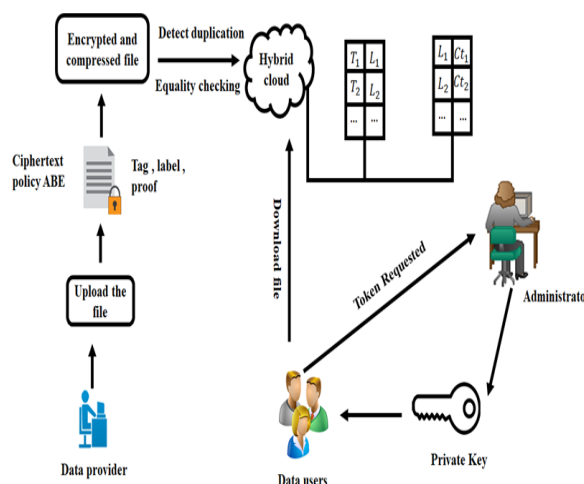 Encrypted and
compressed file
Detect duplication
Equality checking
Hybrid
cloud
T₁ L₁
T₂ L₂
... ...
L₁ Ct₁
L₂ Ct₂
... ...
Ciphertext
policy ABE
Tag , label ,
proof
Upload the
file
Data provider
Download file
Token Requested
Administrato
Private Key
Data users